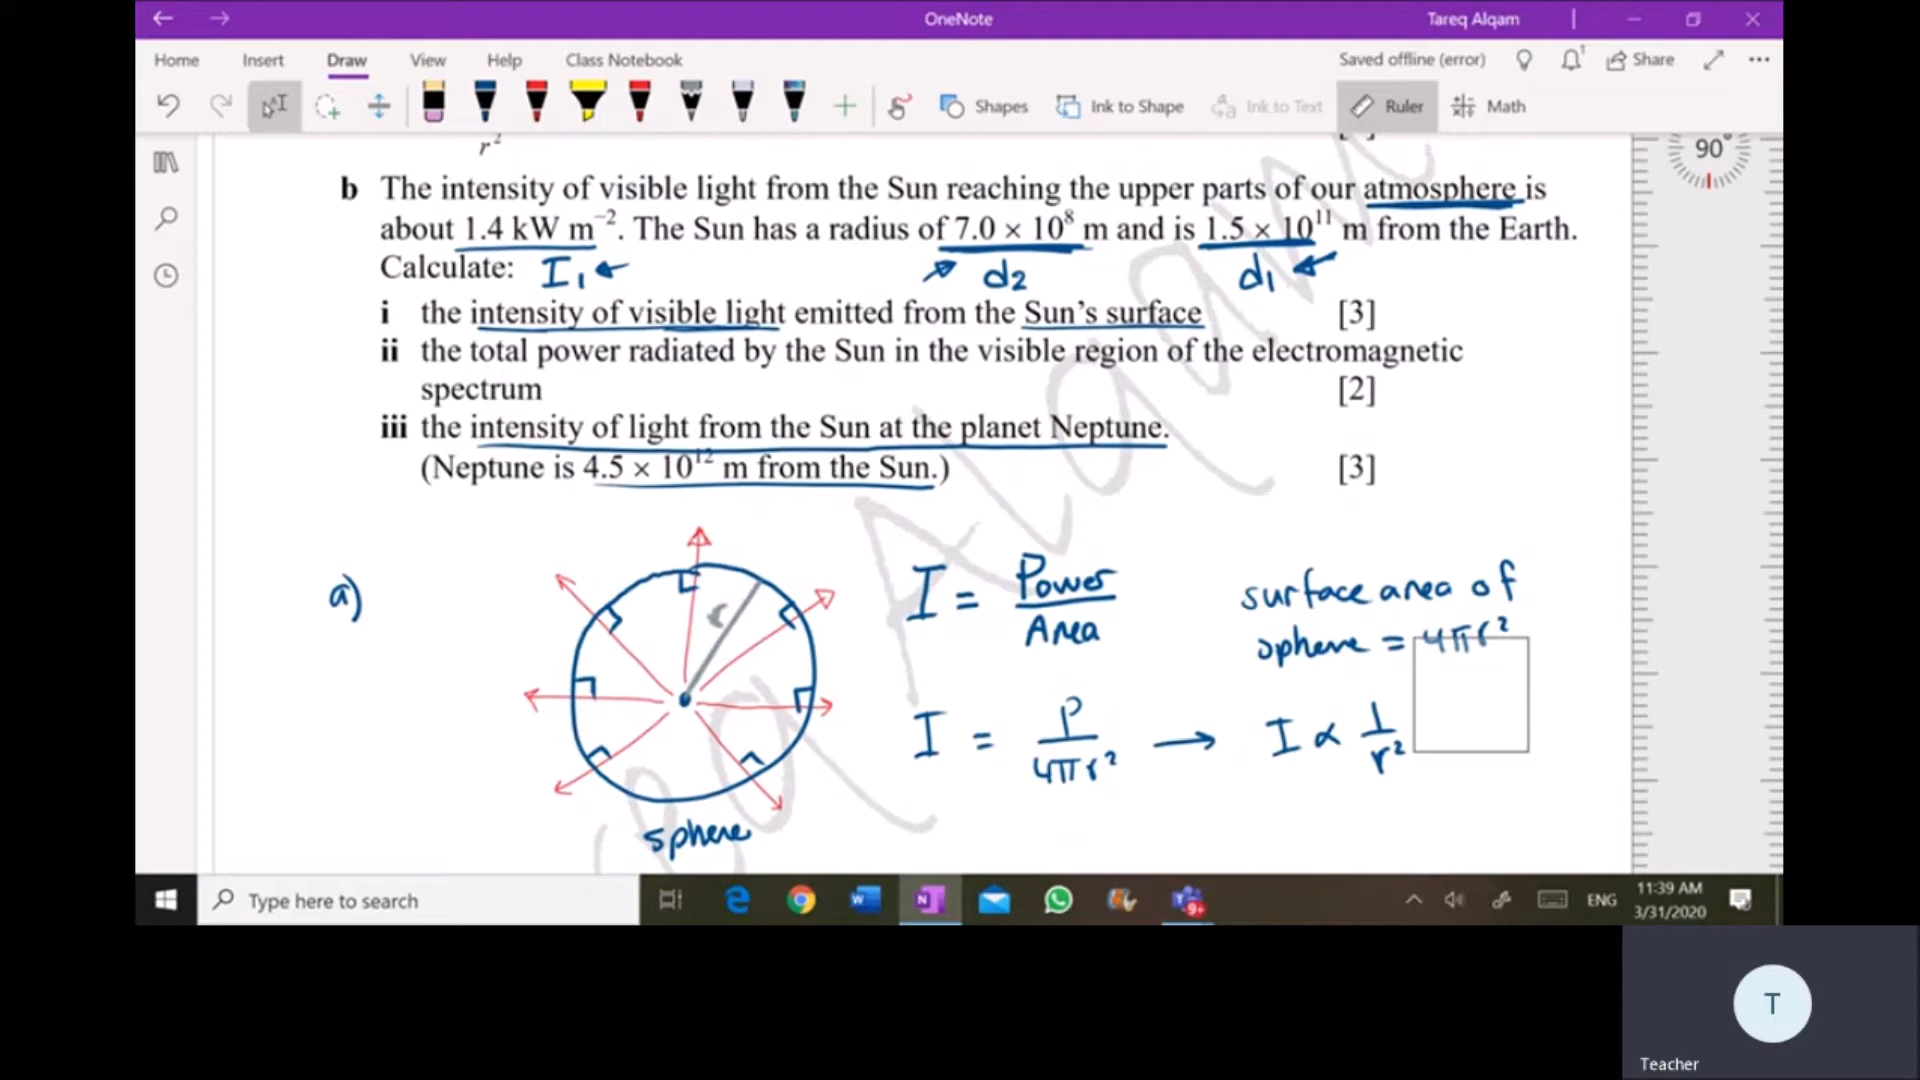 OneNote
Tareq Alqam
Home Insert Draw View Help Class Notebook
Saved offline (error)
1
Share
Shapes
Ink to Shape
Ink to Text
Ruler
Math
r²
90°
b The intensity of visible light from the Sun reaching the upper parts of our atmosphere is
about 1.4 kW m⁻². The Sun has a radius of 7.0 × 10⁸ m and is 1.5 × 10¹¹ m from the Earth.
Calculate: I₁ d₂ d₁
i the intensity of visible light emitted from the Sun's surface [3]
ii the total power radiated by the Sun in the visible region of the electromagnetic
spectrum [2]
iii the intensity of light from the Sun at the planet Neptune.
(Neptune is 4.5 × 10¹² m from the Sun.) [3]
a)
r
sphere
I = Power / Area
surface area of
sphere = 4πr²
I = P / 4πr² → I ∝ 1 / r²
Type here to search
N
9+
ENG
11:39 AM
3/31/2020
T
Teacher